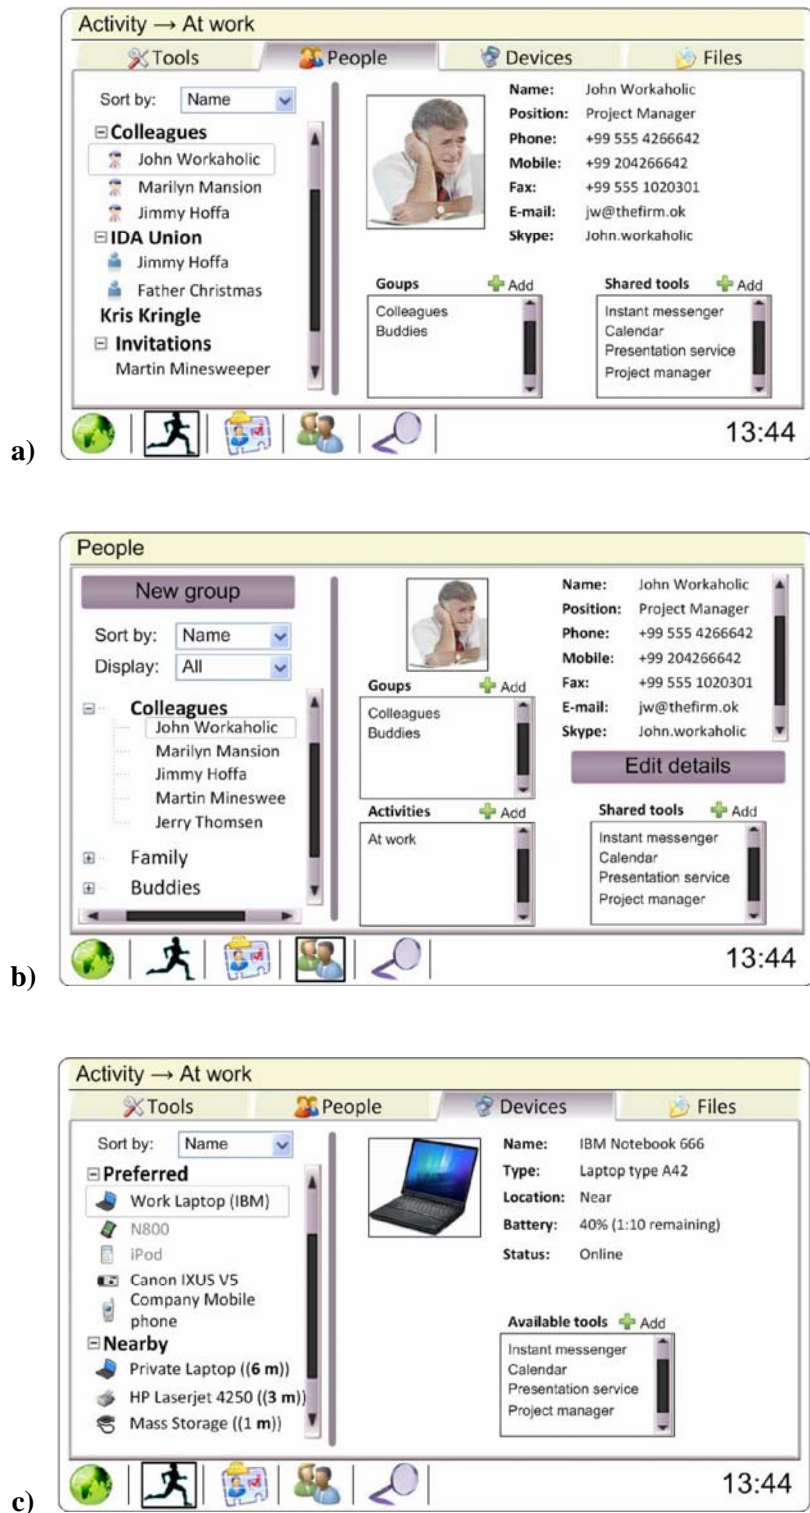 Activity → At work
Tools People Devices Files
Sort by: Name
Colleagues
John Workaholic
Marilyn Mansion
Jimmy Hoffa
IDA Union
Jimmy Hoffa
Father Christmas
Kris Kringle
Invitations
Martin Minesweeper
Name: John Workaholic
Position: Project Manager
Phone: +99 555 4266642
Mobile: +99 204266642
Fax: +99 555 1020301
E-mail: jw@thefirm.ok
Skype: John.workaholic
Goups Add
Colleagues
Buddies
Shared tools Add
Instant messenger
Calendar
Presentation service
Project manager
13:44
a)
People
New group
Sort by: Name
Display: All
Colleagues
John Workaholic
Marilyn Mansion
Jimmy Hoffa
Martin Mineswee
Jerry Thomsen
Family
Buddies
Goups Add
Colleagues
Buddies
Activities Add
At work
Name: John Workaholic
Position: Project Manager
Phone: +99 555 4266642
Mobile: +99 204266642
Fax: +99 555 1020301
E-mail: jw@thefirm.ok
Skype: John.workaholic
Edit details
Shared tools Add
Instant messenger
Calendar
Presentation service
Project manager
13:44
b)
Activity → At work
Tools People Devices Files
Sort by: Name
Preferred
Work Laptop (IBM)
N800
iPod
Canon IXUS V5
Company Mobile
phone
Nearby
Private Laptop ((6 m))
HP Laserjet 4250 ((3 m))
Mass Storage ((1 m))
Name: IBM Notebook 666
Type: Laptop type A42
Location: Near
Battery: 40% (1:10 remaining)
Status: Online
Available tools Add
Instant messenger
Calendar
Presentation service
Project manager
13:44
c)